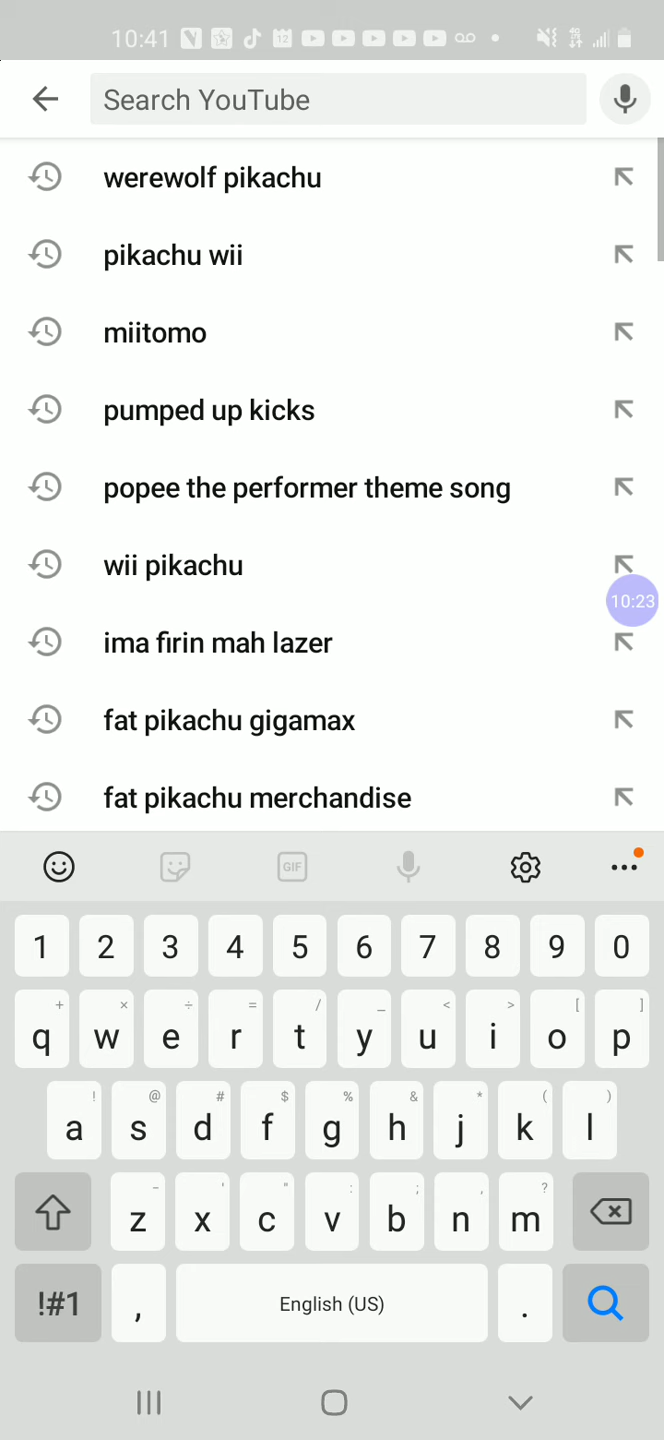 10:41
12
4G
Search YouTube
werewolf pikachu
pikachu wii
miitomo
pumped up kicks
popee the performer theme song
wii pikachu
10:23
ima firin mah lazer
fat pikachu gigamax
fat pikachu merchandise
GIF
1 2 3 4 5 6 7 8 9 0
+ × ÷ = / _ < > [ ]
q w e r t y u i o p
! @ # $ % & * ( )
a s d f g h j k l
- ' " : ; , ?
z x c v b n m
!#1 , English (US) .